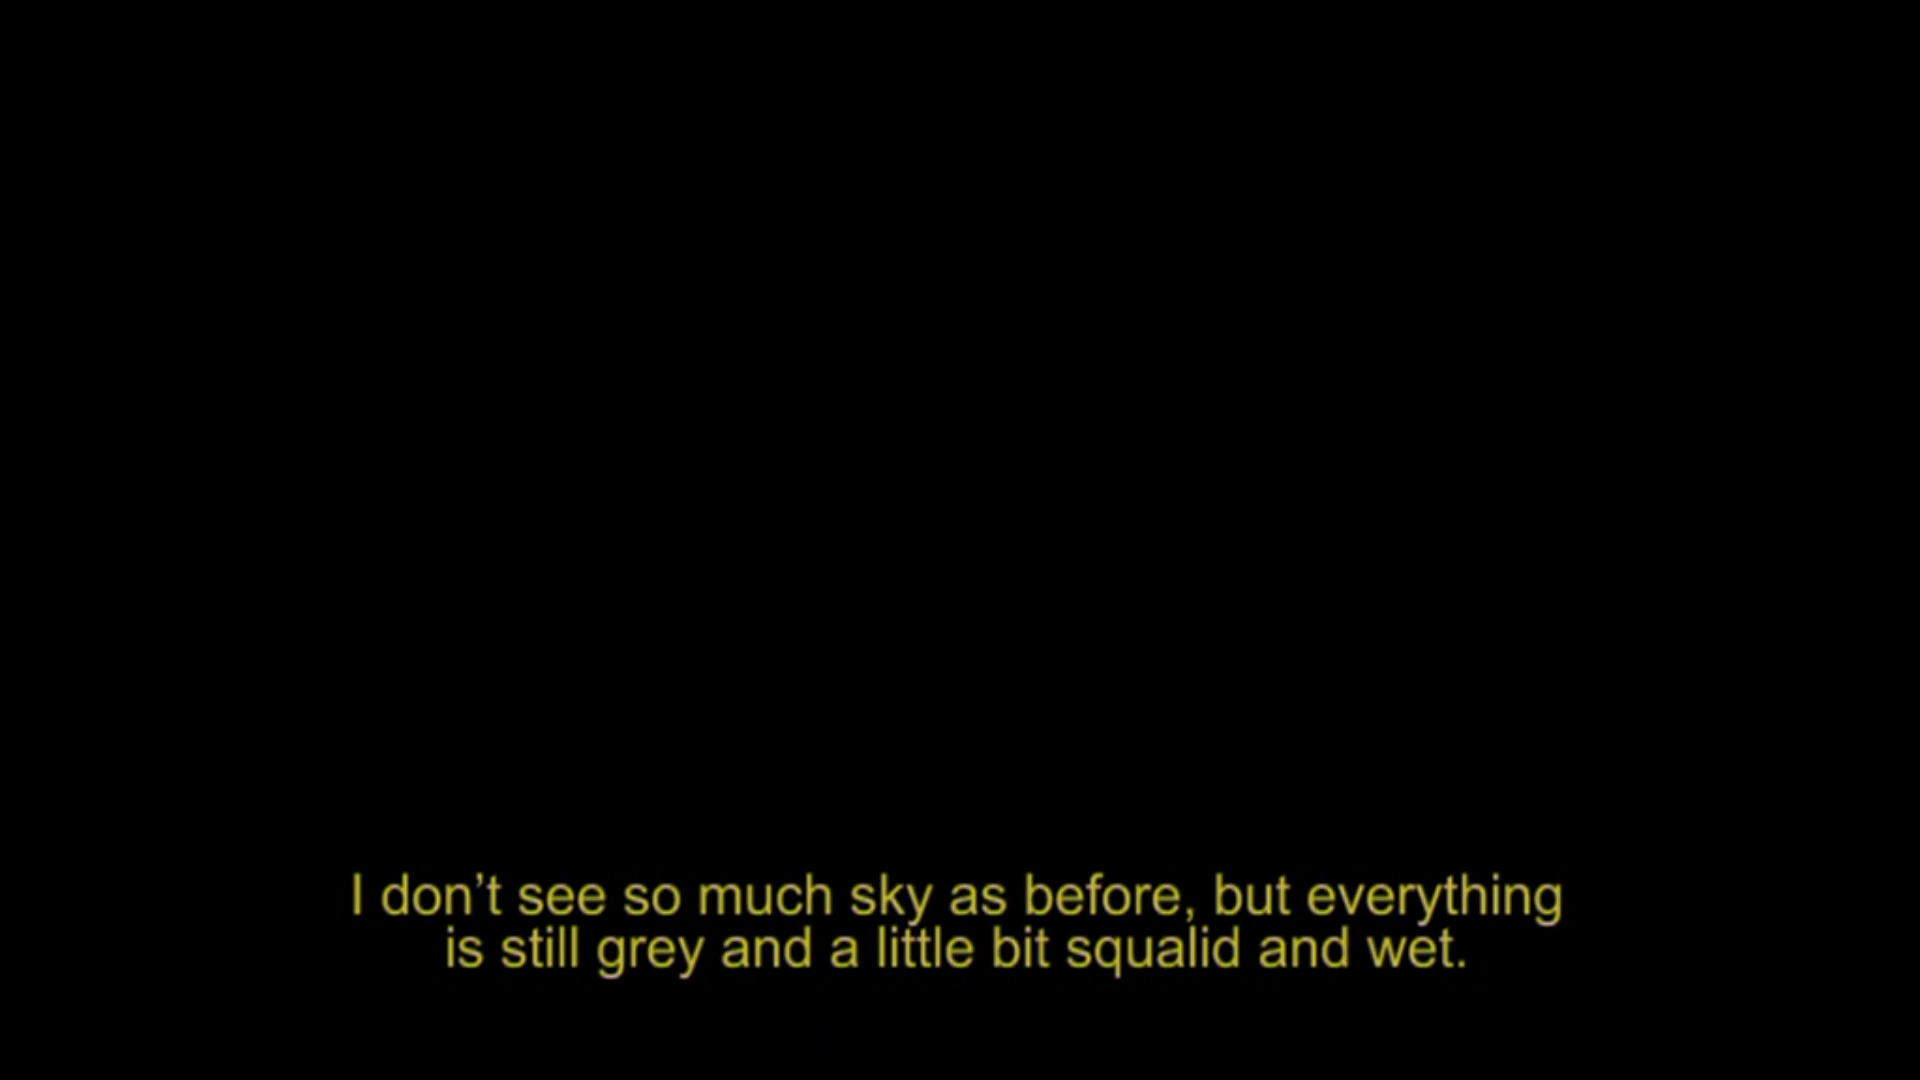 I don’t see so much sky as before, but everything
is still grey and a little bit squalid and wet.